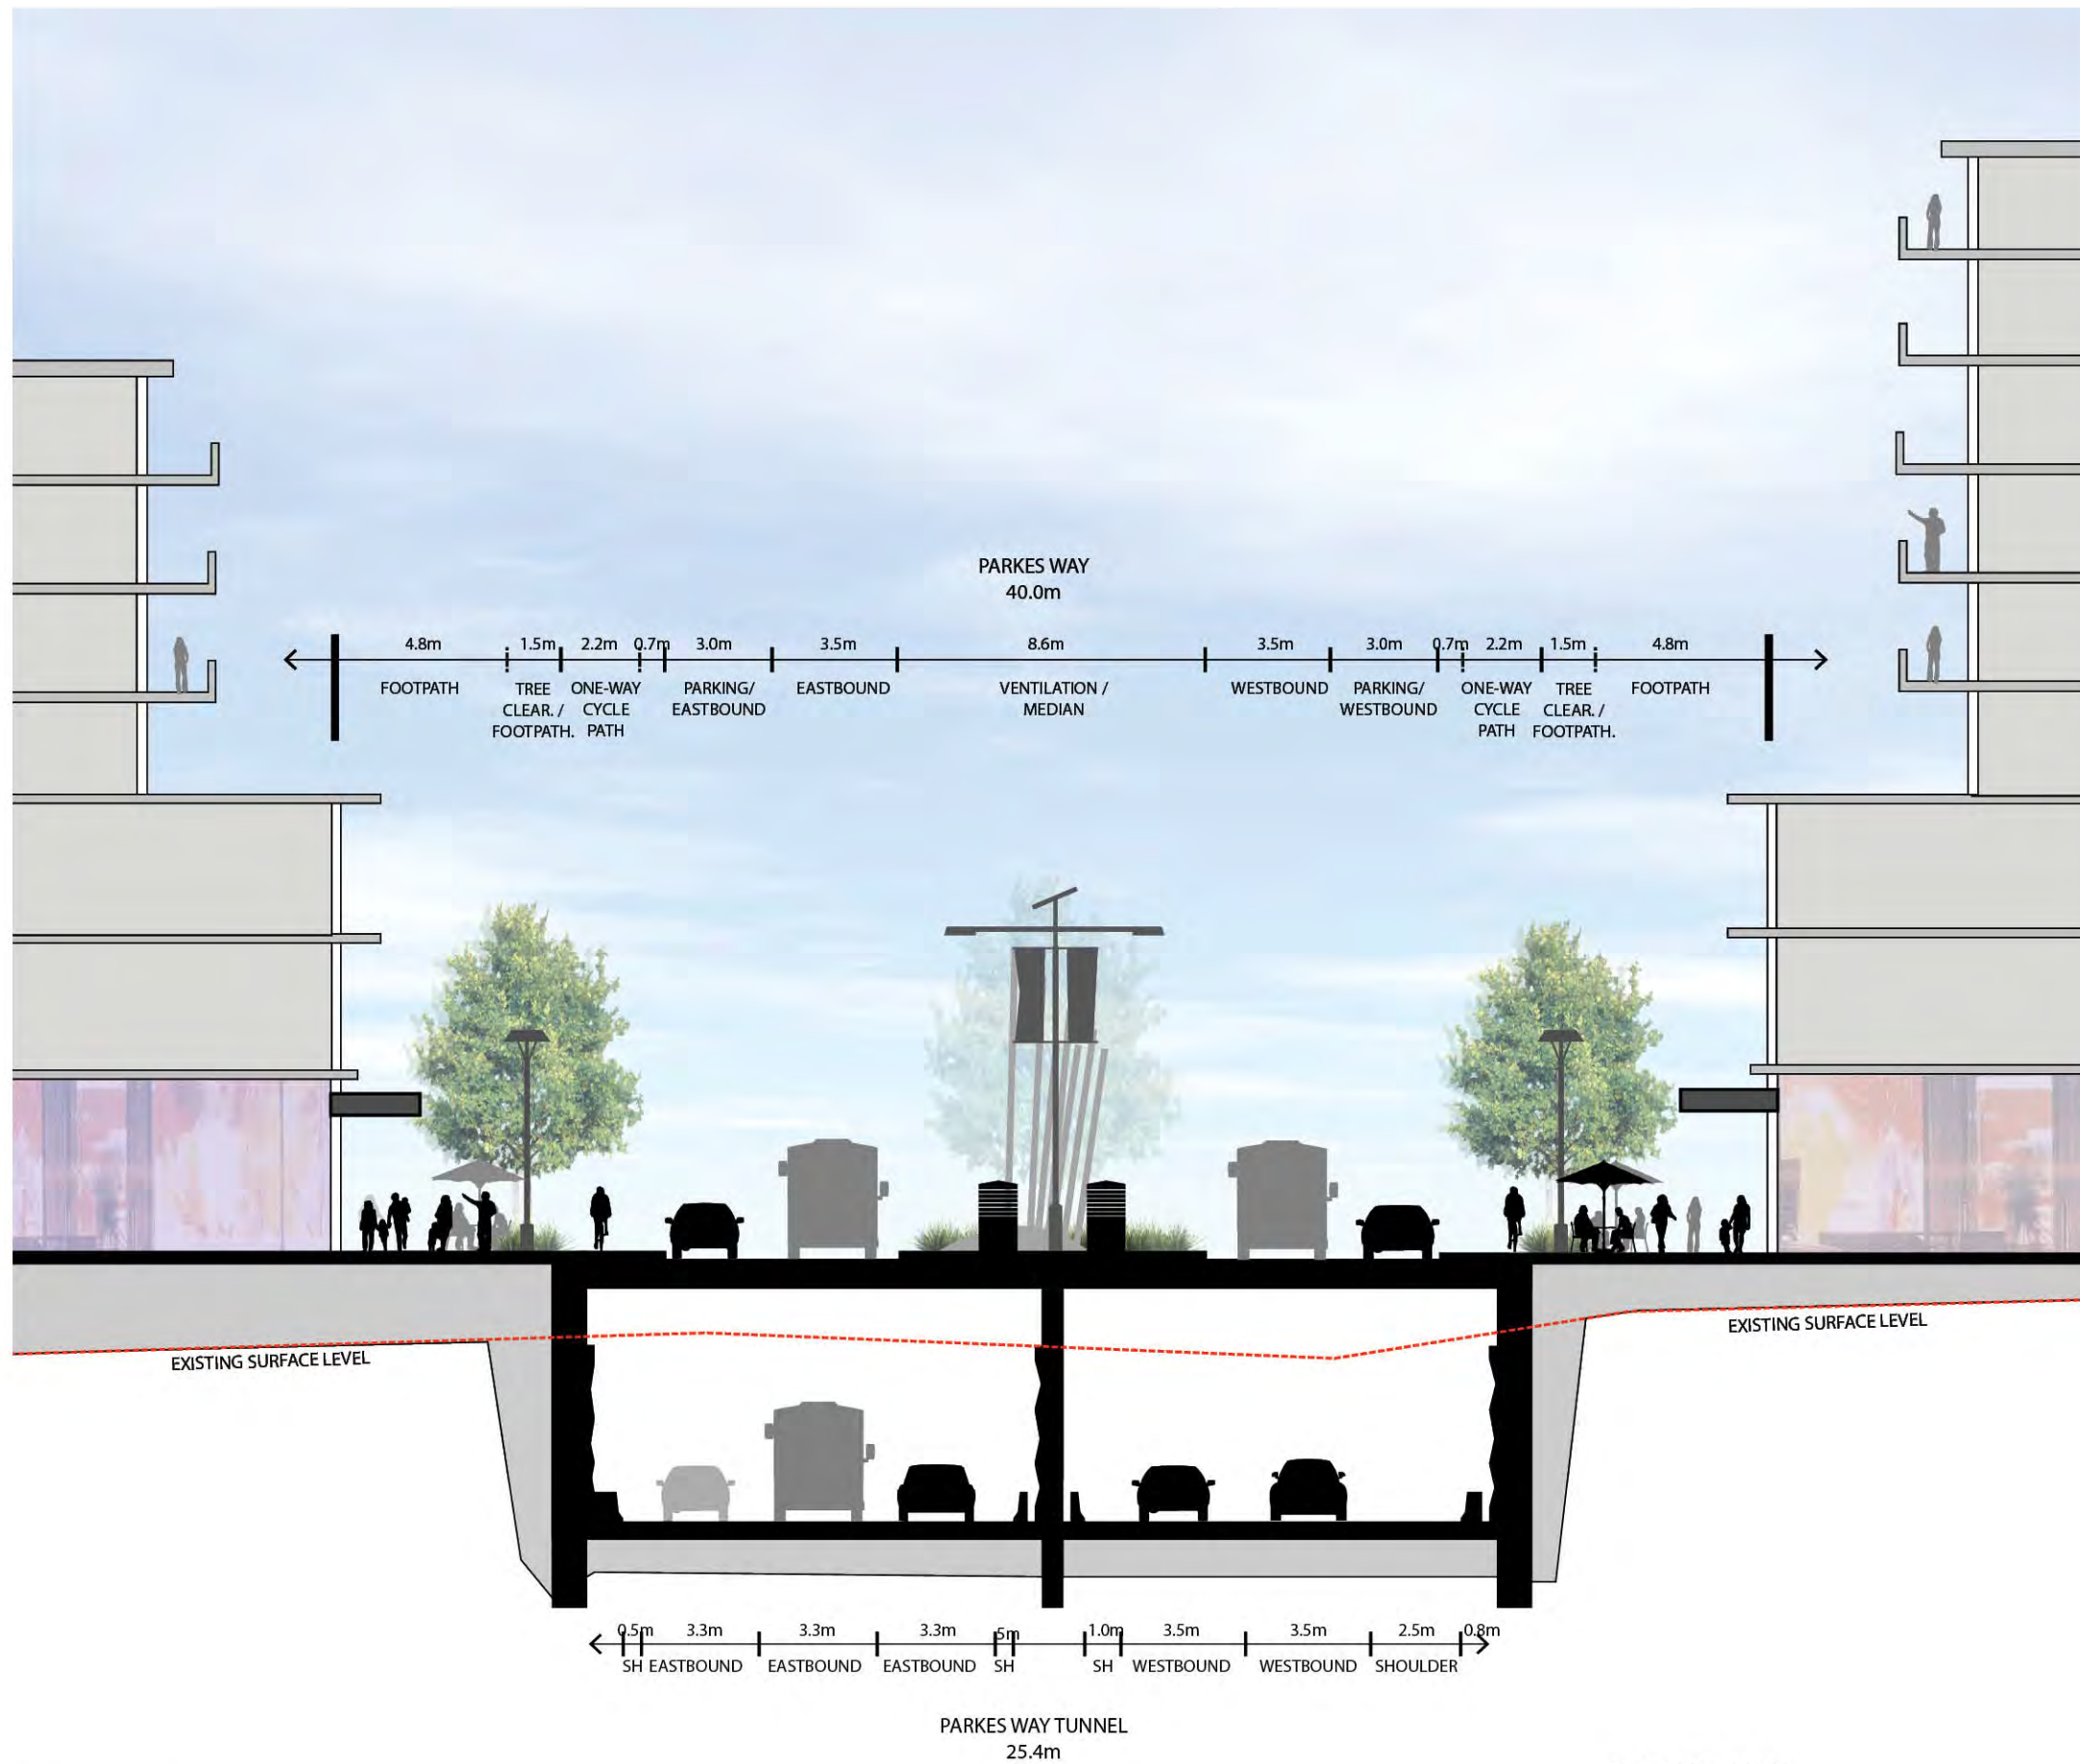 PARKES WAY
40.0m
4.8m 1.5m 2.2m 0.7m 3.0m 3.5m 8.6m 3.5m 3.0m 0.7m 2.2m 1.5m 4.8m
FOOTPATH TREE ONE-WAY PARKING/ EASTBOUND VENTILATION / WESTBOUND PARKING/ ONE-WAY TREE FOOTPATH
CLEAR. / CYCLE EASTBOUND MEDIAN WESTBOUND CYCLE CLEAR. /
FOOTPATH. PATH PATH FOOTPATH.
EXISTING SURFACE LEVEL
EXISTING SURFACE LEVEL
0.5m 3.3m 3.3m 3.3m 5m 1.0m 3.5m 3.5m 2.5m 0.8m
SH EASTBOUND EASTBOUND EASTBOUND SH SH WESTBOUND WESTBOUND SHOULDER
PARKES WAY TUNNEL
25.4m